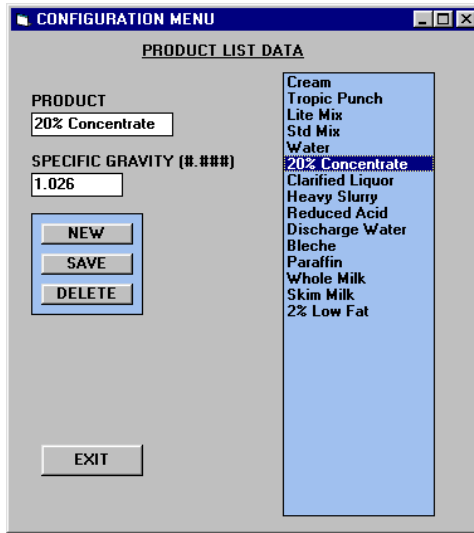 CONFIGURATION MENU
PRODUCT LIST DATA
PRODUCT
20% Concentrate
SPECIFIC GRAVITY (#.###)
1.026
NEW
SAVE
DELETE
EXIT
Cream
Tropic Punch
Lite Mix
Std Mix
Water
20% Concentrate
Clarified Liquor
Heavy Slurry
Reduced Acid
Discharge Water
Bleche
Paraffin
Whole Milk
Skim Milk
2% Low Fat